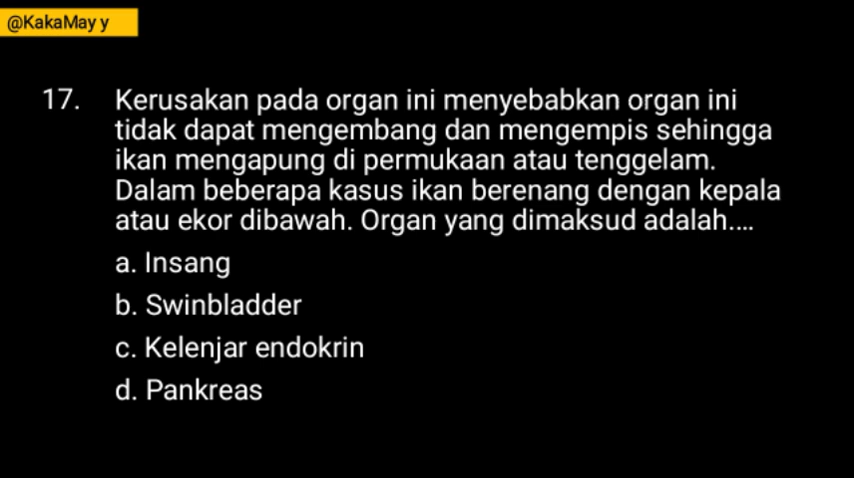 @KakaMay y
17. Kerusakan pada organ ini menyebabkan organ ini
tidak dapat mengembang dan mengempis sehingga
ikan mengapung di permukaan atau tenggelam.
Dalam beberapa kasus ikan berenang dengan kepala
atau ekor dibawah. Organ yang dimaksud adalah....
a. Insang
b. Swinbladder
c. Kelenjar endokrin
d. Pankreas